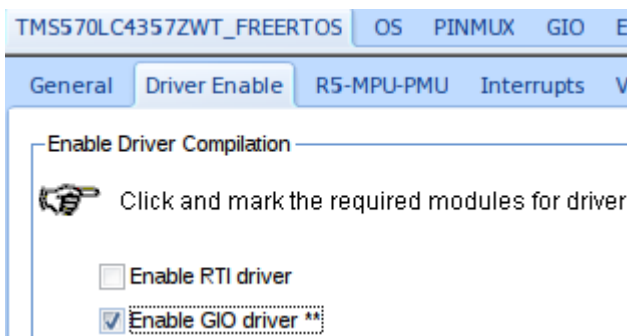 TMS570LC4357ZWT_FREERTOS OS PINMUX GIO
General Driver Enable R5-MPU-PMU Interrupts
Enable Driver Compilation
Click and mark the required modules for driver
Enable RTI driver
Enable GIO driver **